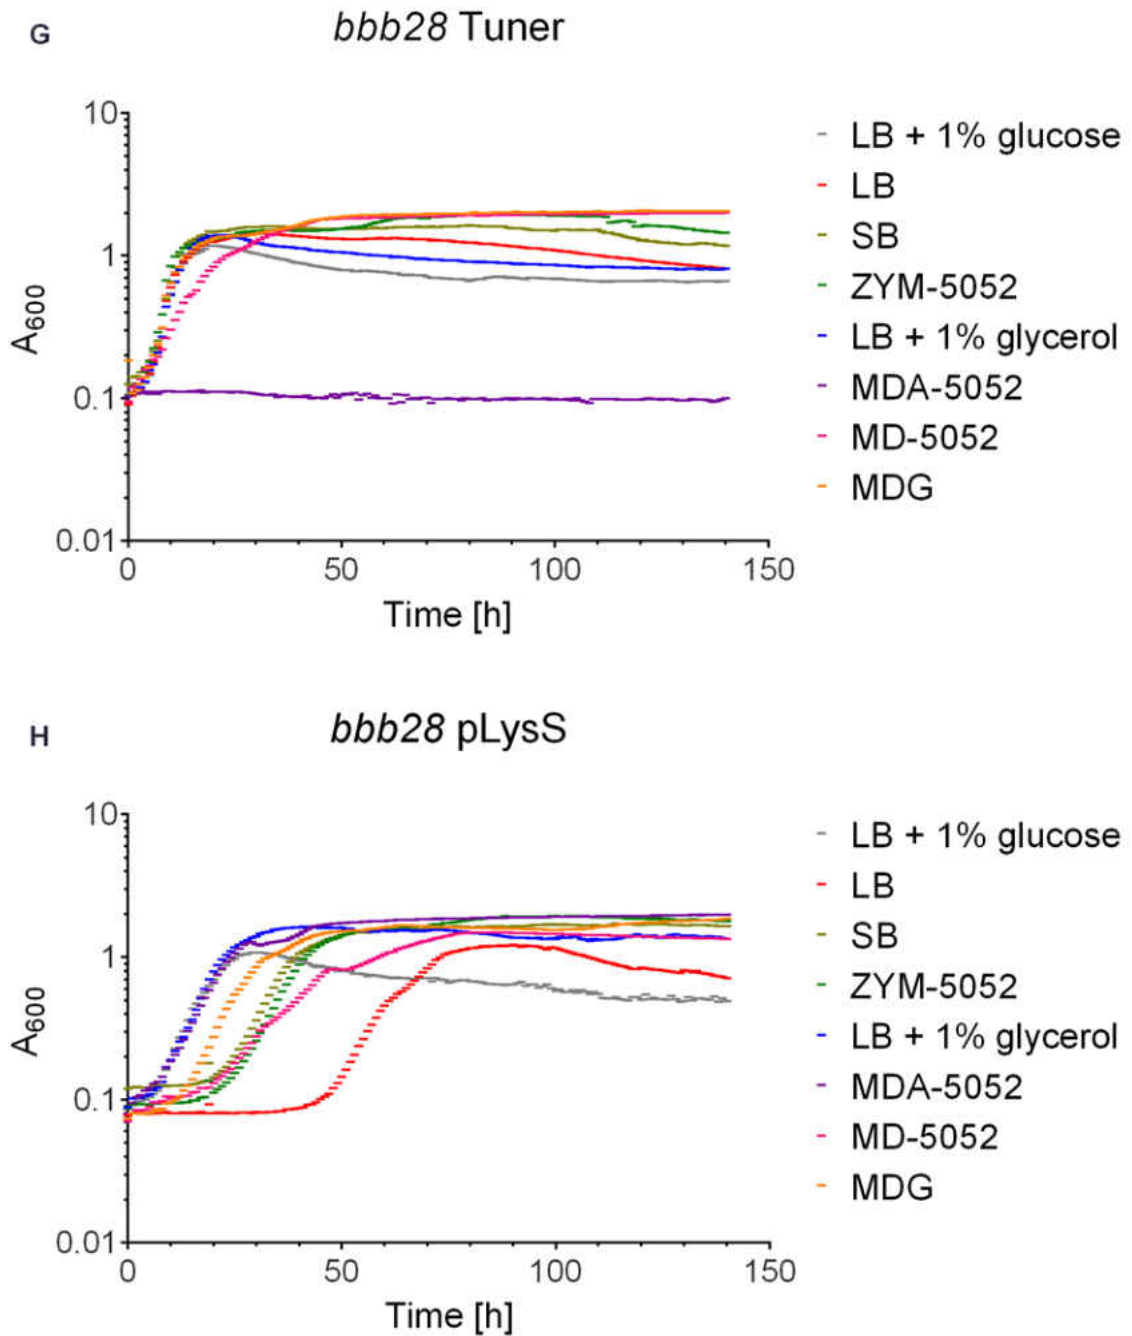 G
bbb28 Tuner
10
1
0.1
0.01
A600
0 50 100 150
Time [h]
LB + 1% glucose
LB
SB
ZYM-5052
LB + 1% glycerol
MDA-5052
MD-5052
MDG
H
bbb28 pLysS
10
1
0.1
0.01
A600
0 50 100 150
Time [h]
LB + 1% glucose
LB
SB
ZYM-5052
LB + 1% glycerol
MDA-5052
MD-5052
MDG